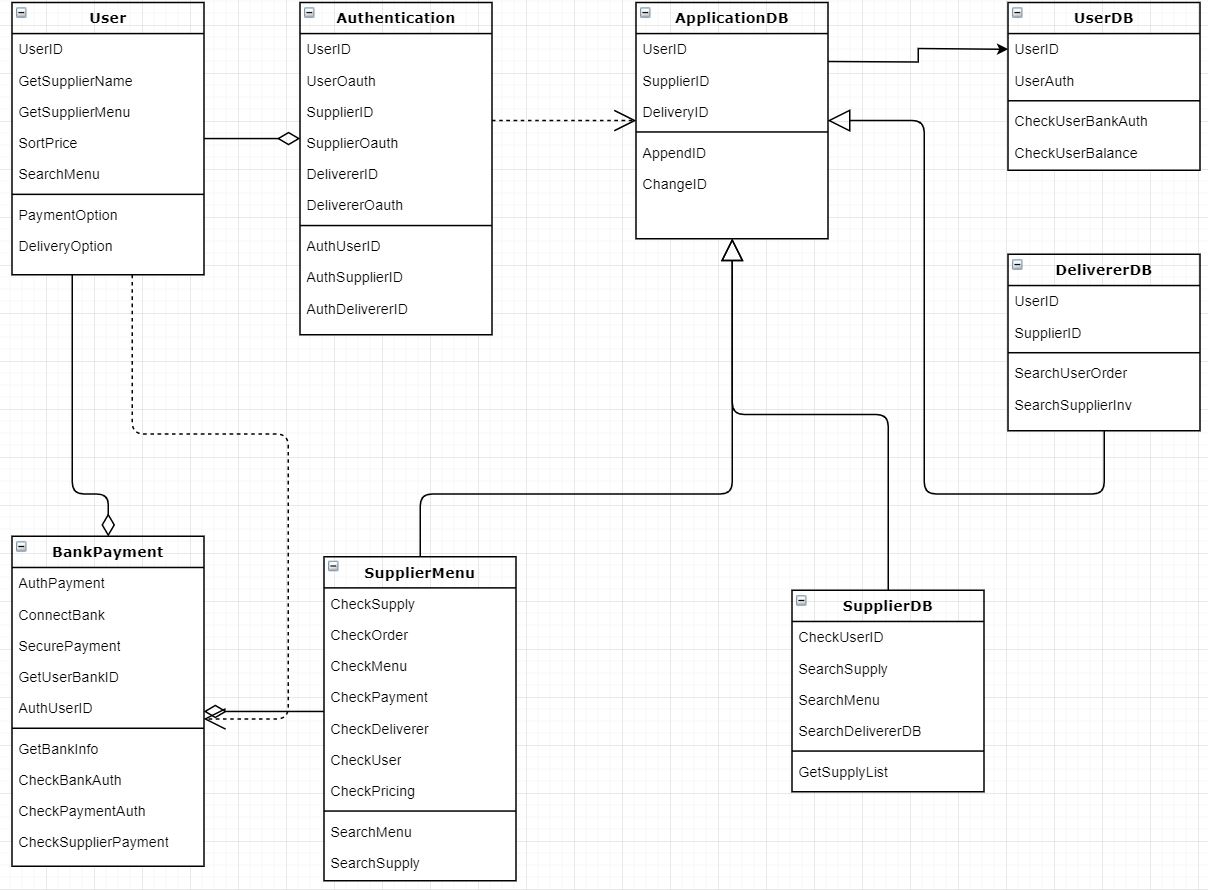 User
UserID
GetSupplierName
GetSupplierMenu
SortPrice
SearchMenu
PaymentOption
DeliveryOption
Authentication
UserID
UserOauth
SupplierID
SupplierOauth
DelivererID
DelivererOauth
AuthUserID
AuthSupplierID
AuthDelivererID
ApplicationDB
UserID
SupplierID
DeliveryID
AppendID
ChangeID
UserDB
UserID
UserAuth
CheckUserBankAuth
CheckUserBalance
DelivererDB
UserID
SupplierID
SearchUserOrder
SearchSupplierInv
BankPayment
AuthPayment
ConnectBank
SecurePayment
GetUserBankID
AuthUserID
GetBankInfo
CheckBankAuth
CheckPaymentAuth
CheckSupplierPayment
SupplierMenu
CheckSupply
CheckOrder
CheckMenu
CheckPayment
CheckDeliverer
CheckUser
CheckPricing
SearchMenu
SearchSupply
SupplierDB
CheckUserID
SearchSupply
SearchMenu
SearchDelivererDB
GetSupplyList